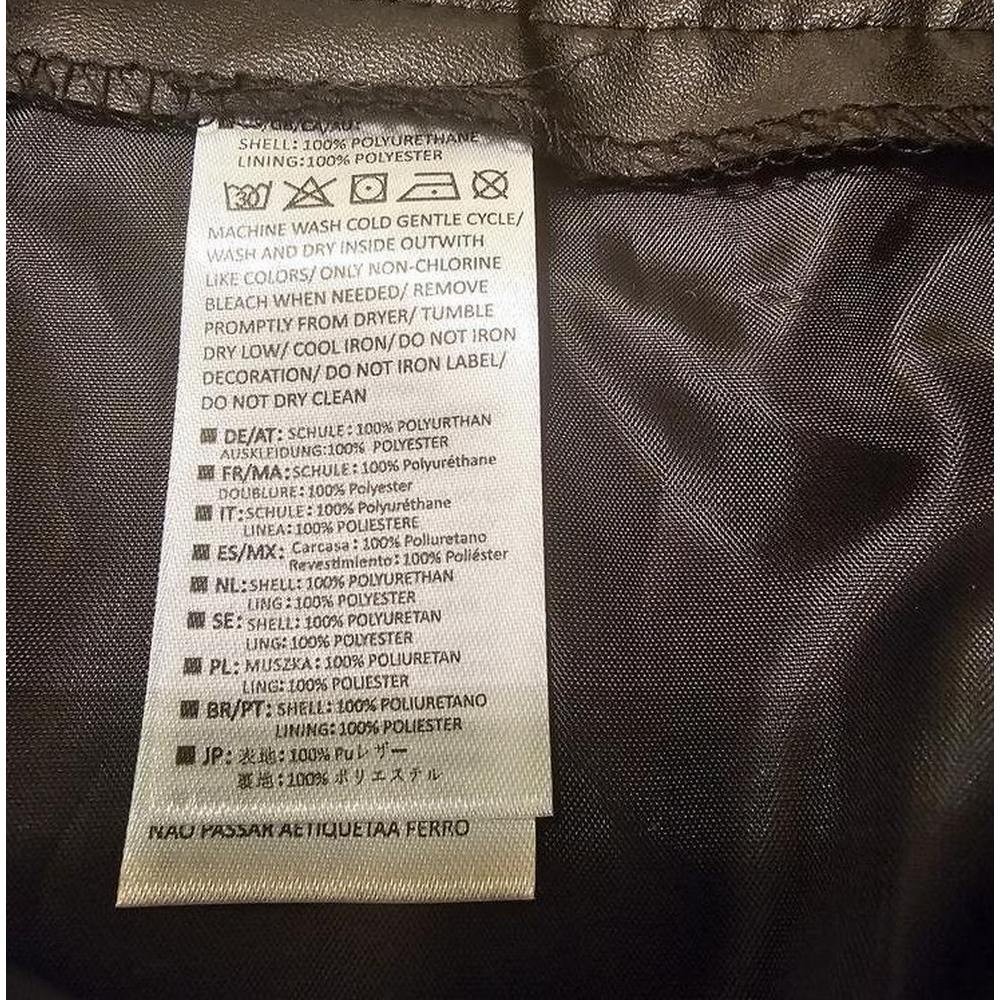 SHELL: 100% POLYURETHANE
LINING:100% POLYESTER
30
MACHINE WASH COLD GENTLE CYCLE/
WASH AND DRY INSIDE OUTWITH
LIKE COLORS/ ONLY NON-CHLORINE
BLEACH WHEN NEEDED/ REMOVE
PROMPTLY FROM DRYER/ TUMBLE
DRY LOW/ COOL IRON/ DO NOT IRON
DECORATION/ DO NOT IRON LABEL/
DO NOT DRY CLEAN
DE/AT: SCHULE: 100% POLYURTHAN
AUSKLEIDUNG:100% POLYESTER
FR/MA:SCHULE: 100% Polyuréthane
DOUBLURE: 100% Polyester
IT:SCHULE: 100% Polyuréthane
LINEA: 100% POLIESTERE
ES/MX: Carcasa: 100% Poliuretano
Revestimiento: 100% Poliéster
NL:SHELL: 100% POLYURETHAN
LING: 100% POLYESTER
SE: SHELL: 100% POLYURETAN
LING: 100% POLYESTER
PL: MUSZKA: 100% POLIURETAN
LING: 100% POLIESTER
BR/PT: SHELL: 100% POLIURETANO
LINING: 100% POLIESTER
JP: 表地: 100% Puレザー
裏地: 100% ポリエステル
NAO PASSAR AETIQUETAA FERRO